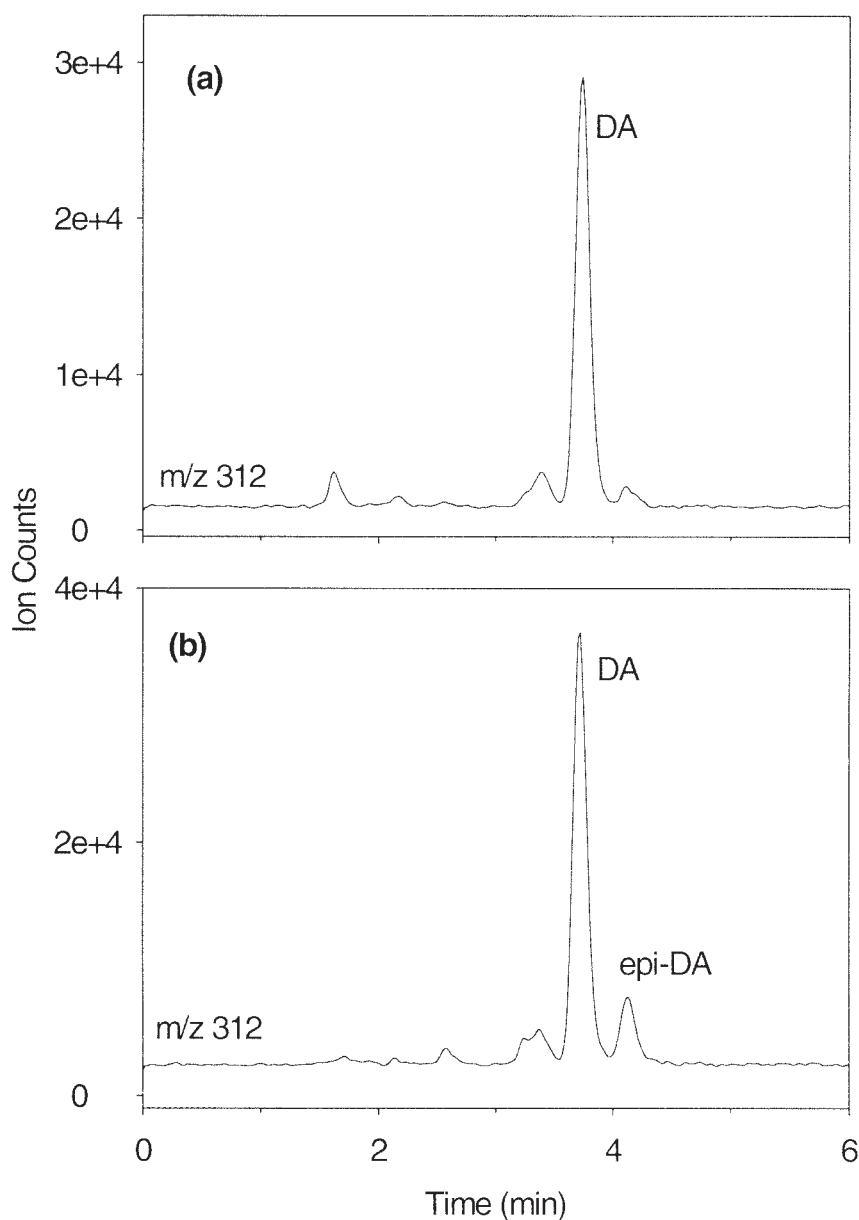 3e+4
(a)
DA
2e+4
1e+4
m/z 312
0
Ion Counts
4e+4
(b)
DA
2e+4
epi-DA
m/z 312
0
0 2 4 6
Time (min)